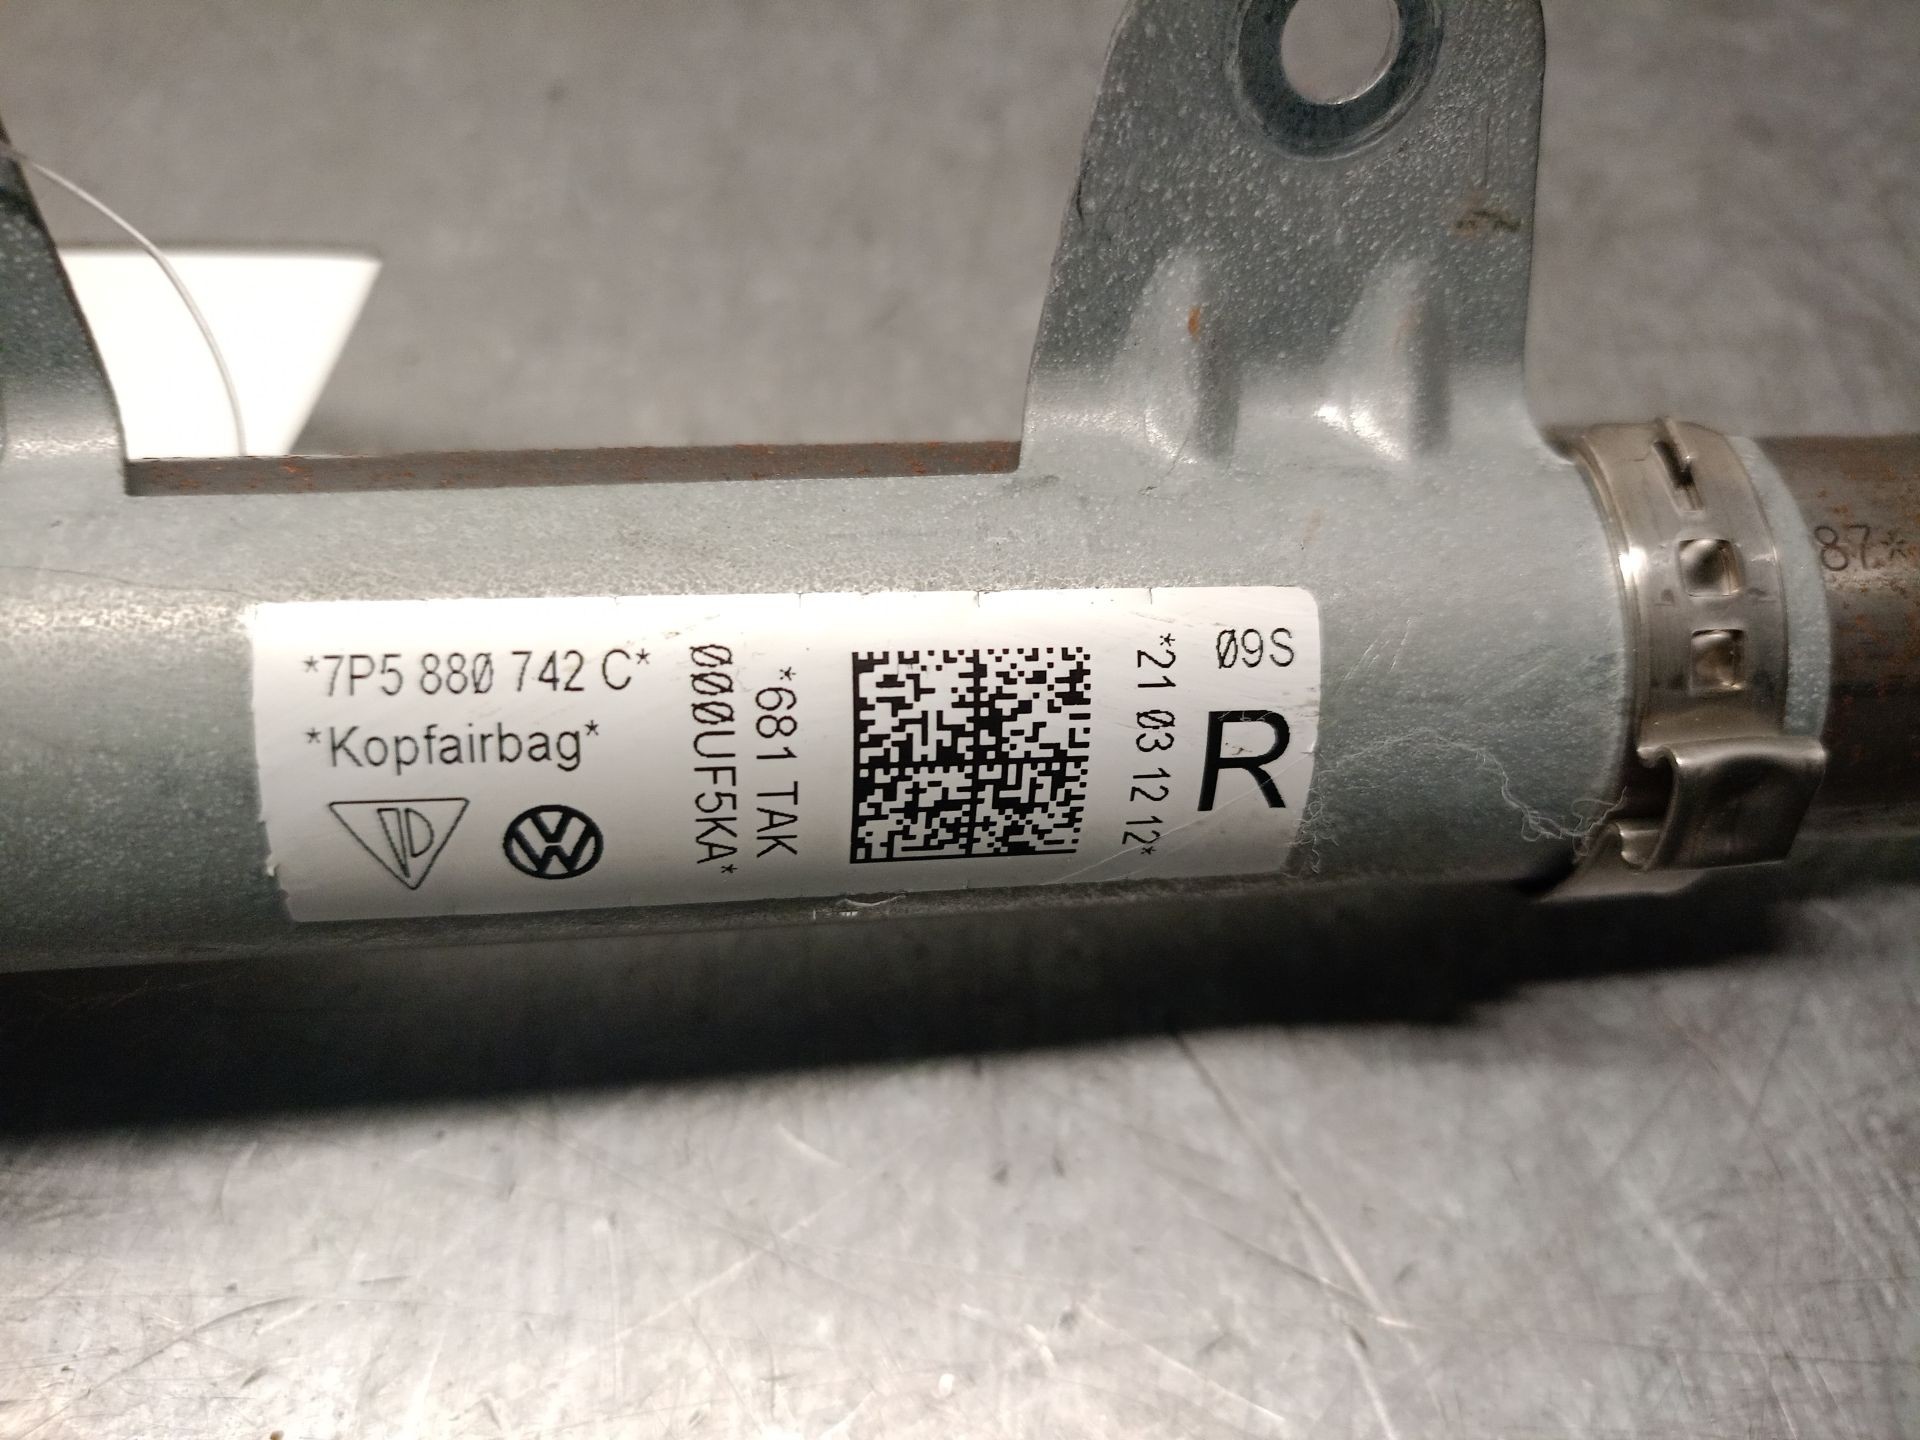 *7P5 880 742 C*
*Kopfairbag*
*681 TAK
000UF5KA*
*21 03 12 12*
09S
R
87*